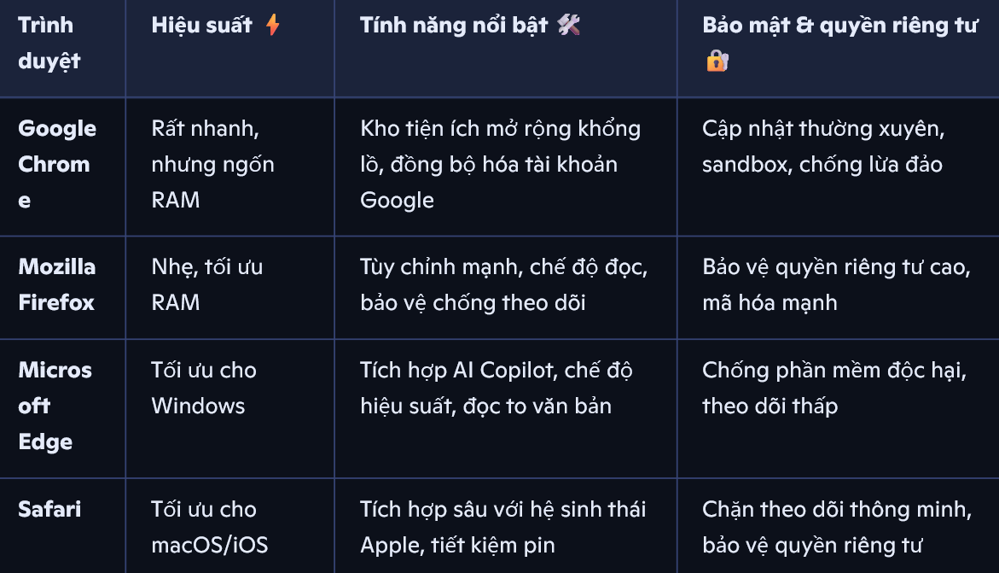 Trình duyệt
Hiệu suất ⚡
Tính năng nổi bật 🛠️
Bảo mật & quyền riêng tư 🔐
Google Chrome
Rất nhanh,
nhưng ngốn
RAM
Kho tiện ích mở rộng khổng
lồ, đồng bộ hóa tài khoản
Google
Cập nhật thường xuyên,
sandbox, chống lừa đảo
Mozilla
Firefox
Nhẹ, tối ưu
RAM
Tùy chỉnh mạnh, chế độ đọc,
bảo vệ chống theo dõi
Bảo vệ quyền riêng tư cao,
mã hóa mạnh
Microsoft
Edge
Tối ưu cho
Windows
Tích hợp AI Copilot, chế độ
hiệu suất, đọc to văn bản
Chống phần mềm độc hại,
theo dõi thấp
Safari
Tối ưu cho
macOS/iOS
Tích hợp sâu với hệ sinh thái
Apple, tiết kiệm pin
Chặn theo dõi thông minh,
bảo vệ quyền riêng tư